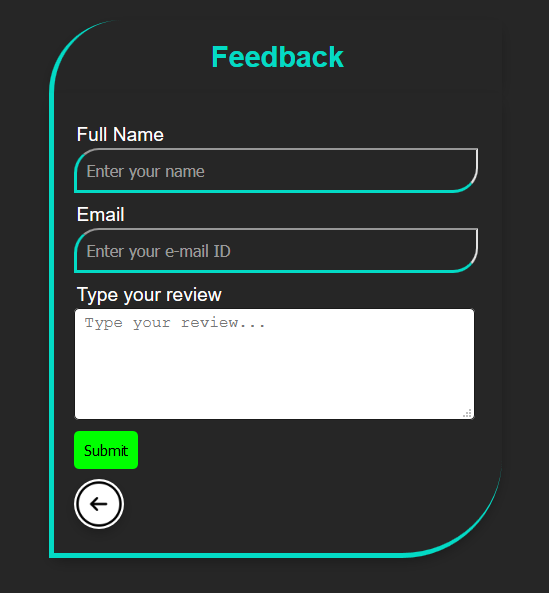 Feedback
Full Name
Enter your name
Email
Enter your e-mail ID
Type your review
Type your review...
Submit